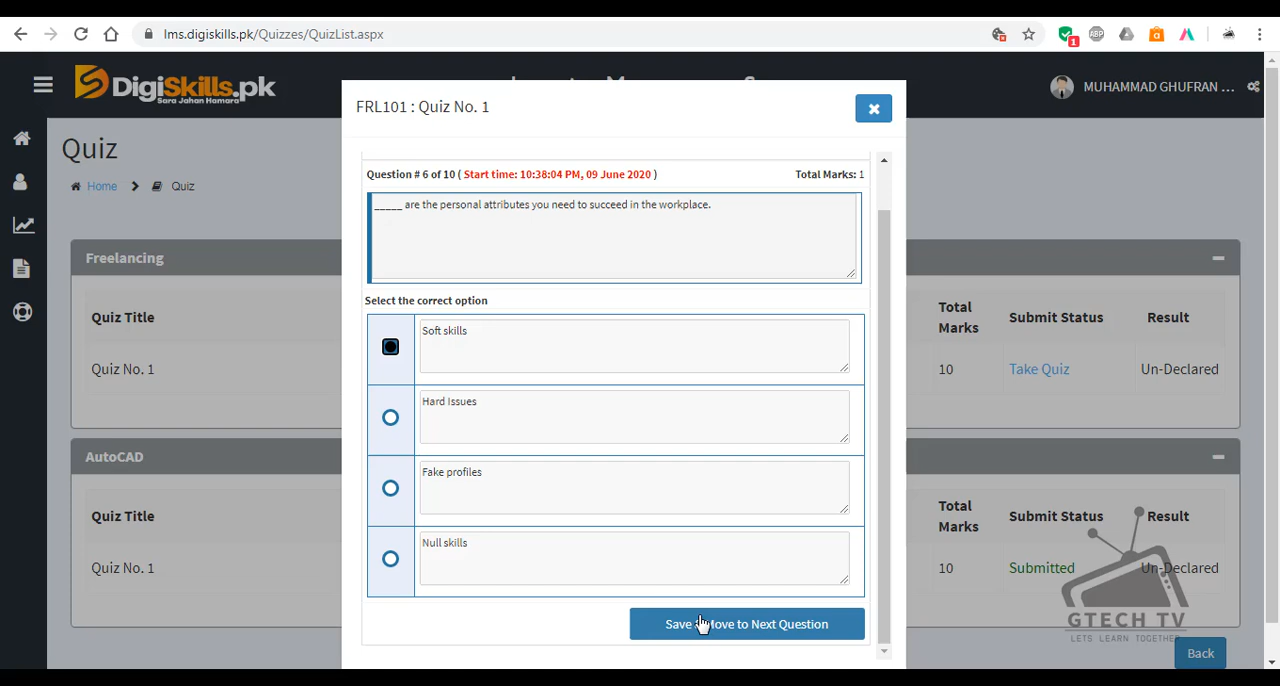 lms.digiskills.pk/Quizzes/QuizList.aspx
1
ABP
DigiSkills.pk
Sara Jahan Hamara
MUHAMMAD GHUFRAN ...
FRL101 : Quiz No. 1
Quiz
Home
Quiz
Question # 6 of 10 ( Start time: 10:38:04 PM, 09 June 2020 )
Total Marks: 1
_____ are the personal attributes you need to succeed in the workplace.
Select the correct option
Soft skills
Hard Issues
Fake profiles
Null skills
Save Move to Next Question
Freelancing
Quiz Title
Total Marks
Submit Status
Result
Quiz No. 1
10
Take Quiz
Un-Declared
AutoCAD
Quiz Title
Total Marks
Submit Status
Result
Quiz No. 1
10
Submitted
Un-Declared
GTECH TV
LETS LEARN TOGETHER
Back